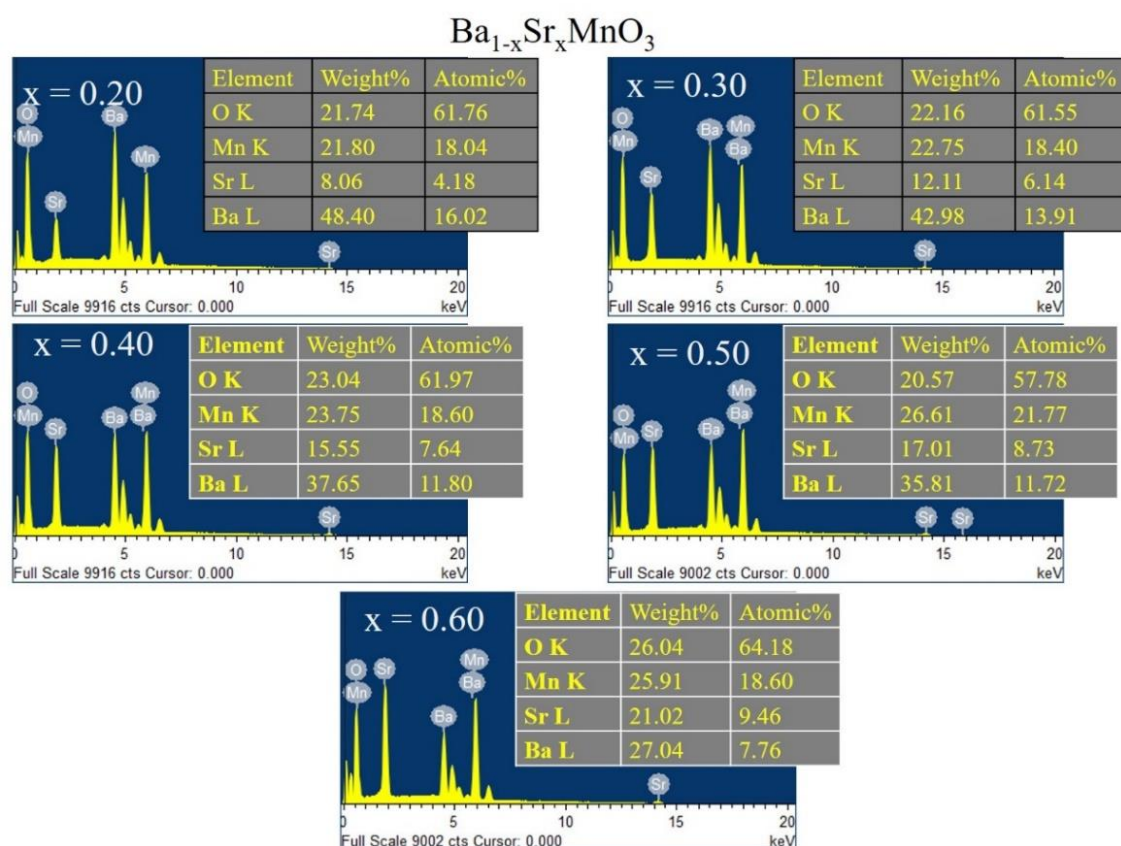 Ba1-xSrxMnO3
x = 0.20
Element Weight% Atomic%
O K 21.74 61.76
Mn K 21.80 18.04
Sr L 8.06 4.18
Ba L 48.40 16.02
O
Mn
Sr
Ba
Mn
Sr
0 5 10 15 20
Full Scale 9916 cts Cursor: 0.000 keV
x = 0.30
Element Weight% Atomic%
O K 22.16 61.55
Mn K 22.75 18.40
Sr L 12.11 6.14
Ba L 42.98 13.91
O
Mn
Sr
Ba
Mn
Ba
Sr
0 5 10 15 20
Full Scale 9916 cts Cursor: 0.000 keV
x = 0.40
Element Weight% Atomic%
O K 23.04 61.97
Mn K 23.75 18.60
Sr L 15.55 7.64
Ba L 37.65 11.80
O
Mn
Sr
Ba
Mn
Ba
Sr
0 5 10 15 20
Full Scale 9916 cts Cursor: 0.000 keV
x = 0.50
Element Weight% Atomic%
O K 20.57 57.78
Mn K 26.61 21.77
Sr L 17.01 8.73
Ba L 35.81 11.72
O
Mn
Sr
Ba
Mn
Ba
Sr
Sr
0 5 10 15 20
Full Scale 9002 cts Cursor: 0.000 keV
x = 0.60
Element Weight% Atomic%
O K 26.04 64.18
Mn K 25.91 18.60
Sr L 21.02 9.46
Ba L 27.04 7.76
O
Mn
Sr
Ba
Mn
Ba
Sr
0 5 10 15 20
Full Scale 9002 cts Cursor: 0.000 keV